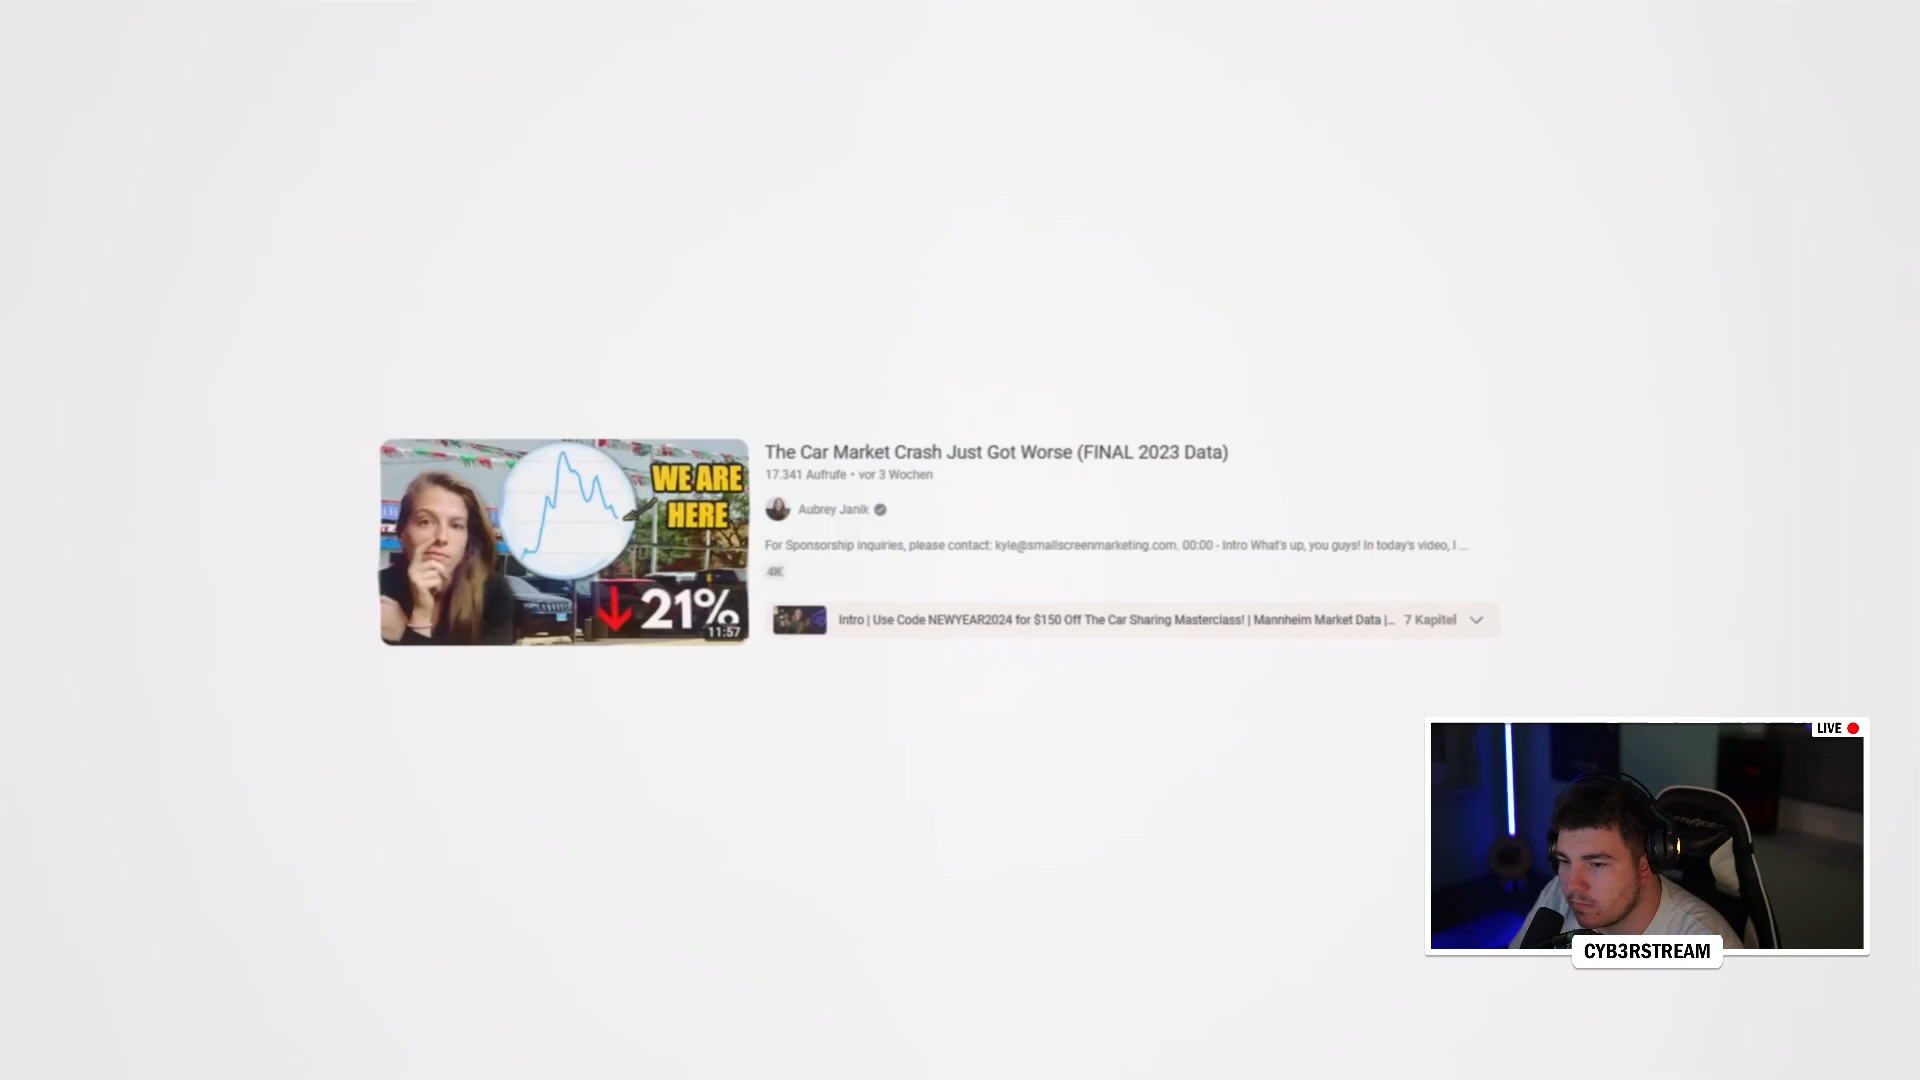 The Car Market Crash Just Got Worse (FINAL 2023 Data)
17.341 Aufrufe • vor 3 Wochen
Aubrey Janik
For Sponsorship inquiries, please contact: kyle@smallscreenmarketing.com. 00:00 - Intro What's up, you guys! In today's video, I ...
4K
Intro | Use Code NEWYEAR2024 for $150 Off The Car Sharing Masterclass! | Mannheim Market Data |... 7 Kapitel
WE ARE
HERE
21%
11:57
LIVE
CYB3RSTREAM